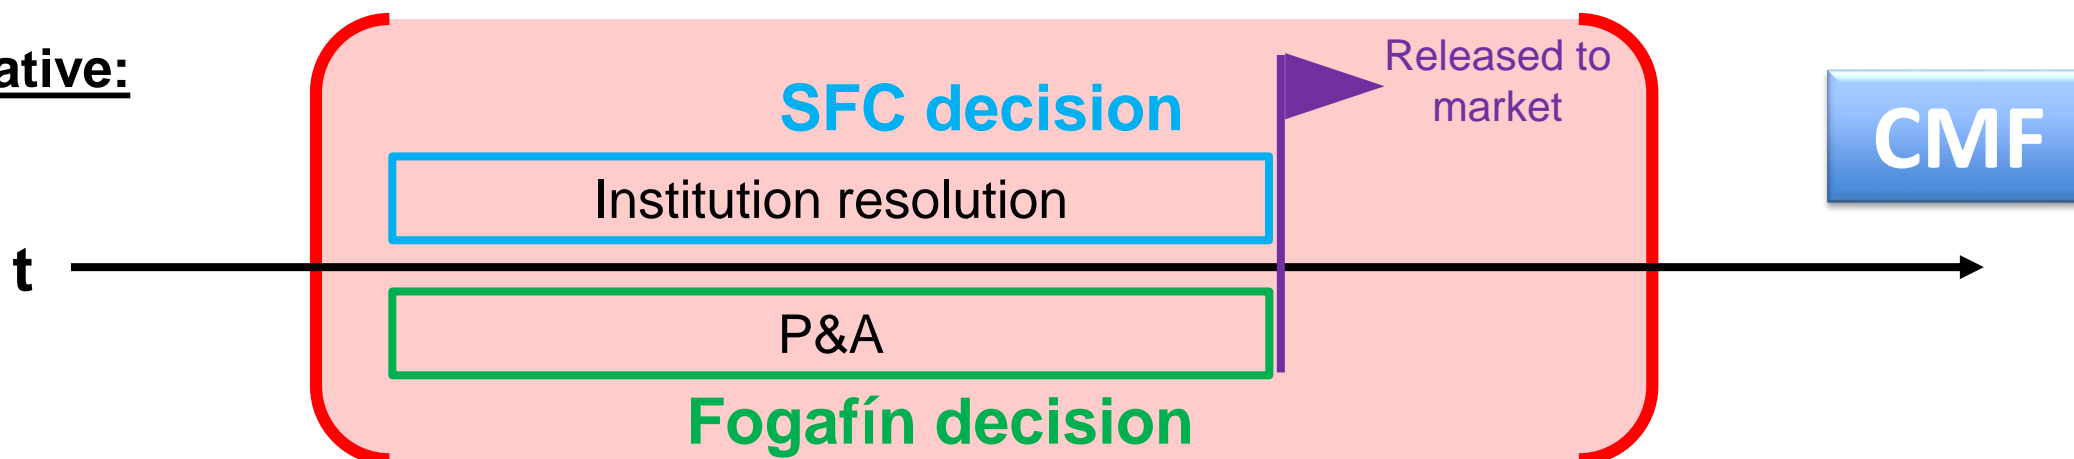 ative:
SFC decision
Released to
market
CMF
Institution resolution
t
P&A
Fogafín decision